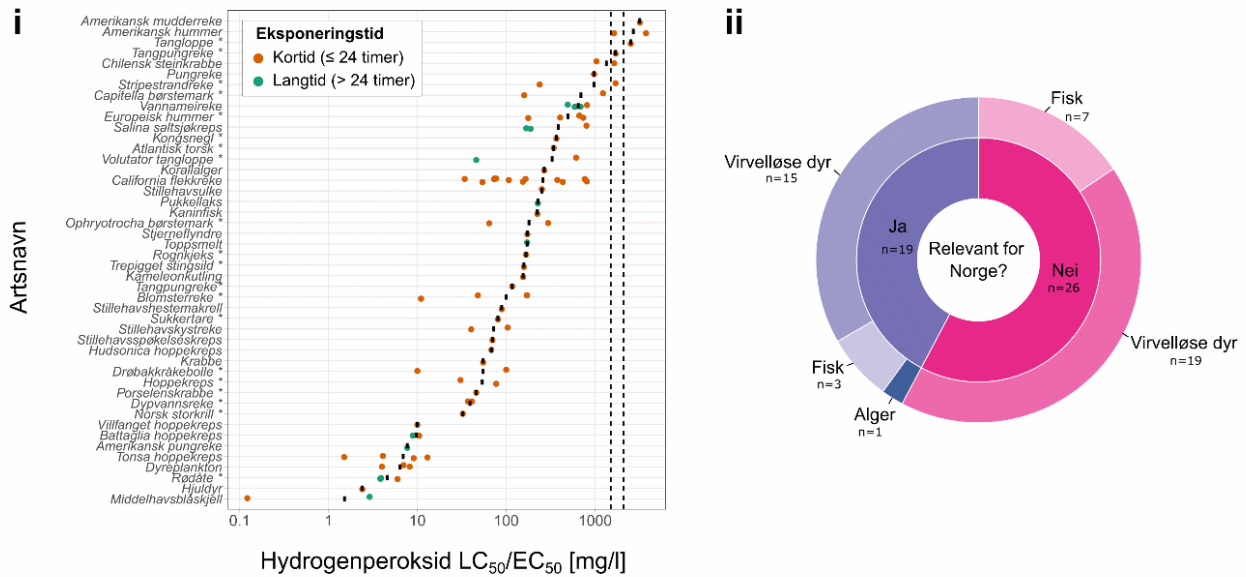 i
Artsnavn
Amerikansk mudderreke
Amerikansk hummer
Tangloppe *
Tangpungreke *
Chilensk steinkrabbe
Pungreke
Stripestrandreke *
Capitella børstemark *
Vannameireke
Europeisk hummer *
Salina saltsjøkreps
Kongsnegl *
Atlantisk torsk *
Volutator tangloppe *
Korallalger
California flekkreke
Stillehavsulke
Pukkellaks
Kaninfisk
Ophryotrocha børstemark *
Stjerneflyndre
Toppsmelt
Rognkjeks *
Trepigget stingsild *
Kameleonkutling
Tangpungreke *
Blomsterreke *
Stillehavshestemakrell
Sukkertare *
Stillehavskystreke
Stillehavsspøkelseskreps
Hudsonica hoppekreps
Krabbe
Drøbakkråkebolle *
Hoppekreps *
Porselenskrabbe *
Dypvannsreke *
Norsk storkrill *
Villfanget hoppekreps
Battaglia hoppekreps
Amerikansk pungreke
Tonsa hoppekreps
Dyreplankton
Rødåte *
Hjuldyr
Middelhavsblåskjell
Eksponeringstid
Kortid (≤ 24 timer)
Langtid (> 24 timer)
0.1 1 10 100 1000
Hydrogenperoksid LC50/EC50 [mg/l]
ii
Fisk
n=7
Virvelløse dyr
n=15
Ja
n=19
Relevant for
Norge?
Nei
n=26
Virvelløse dyr
n=19
Fisk
n=3
Alger
n=1